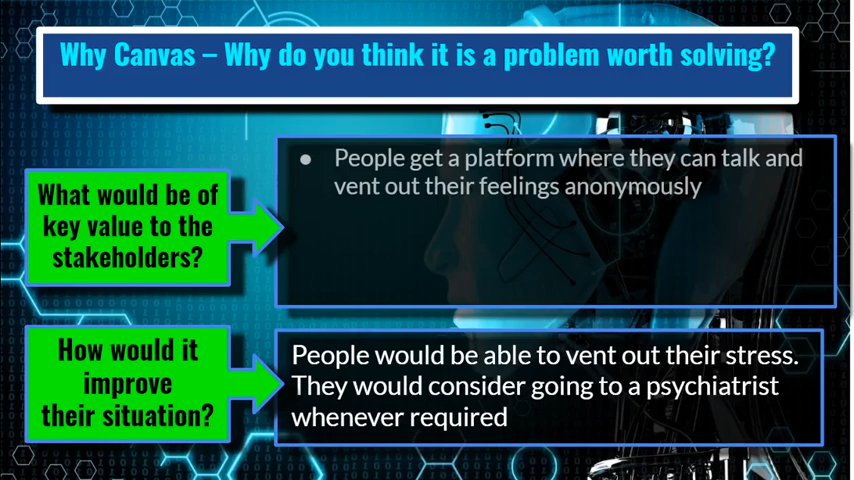 Why Canvas – Why do you think it is a problem worth solving?
What would be of
key value to the
stakeholders?
● People get a platform where they can talk and
vent out their feelings anonymously
How would it
improve
their situation?
People would be able to vent out their stress.
They would consider going to a psychiatrist
whenever required